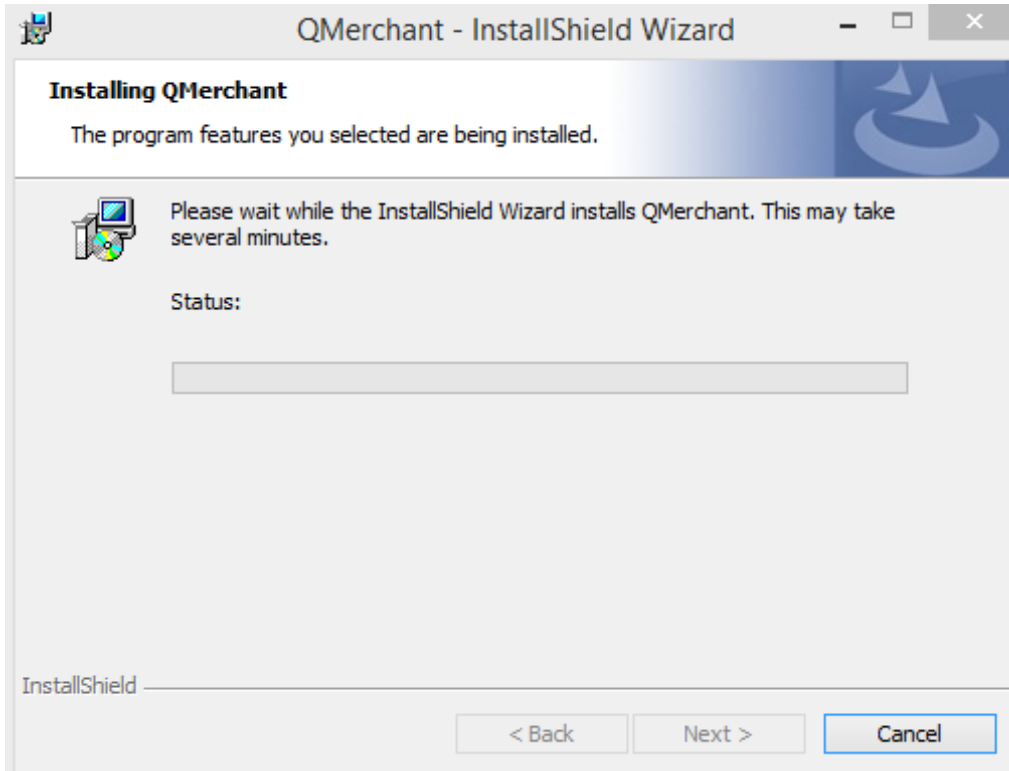 QMerchant - InstallShield Wizard
Installing QMerchant
The program features you selected are being installed.
Please wait while the InstallShield Wizard installs QMerchant. This may take
several minutes.
Status:
InstallShield
< Back
Next >
Cancel